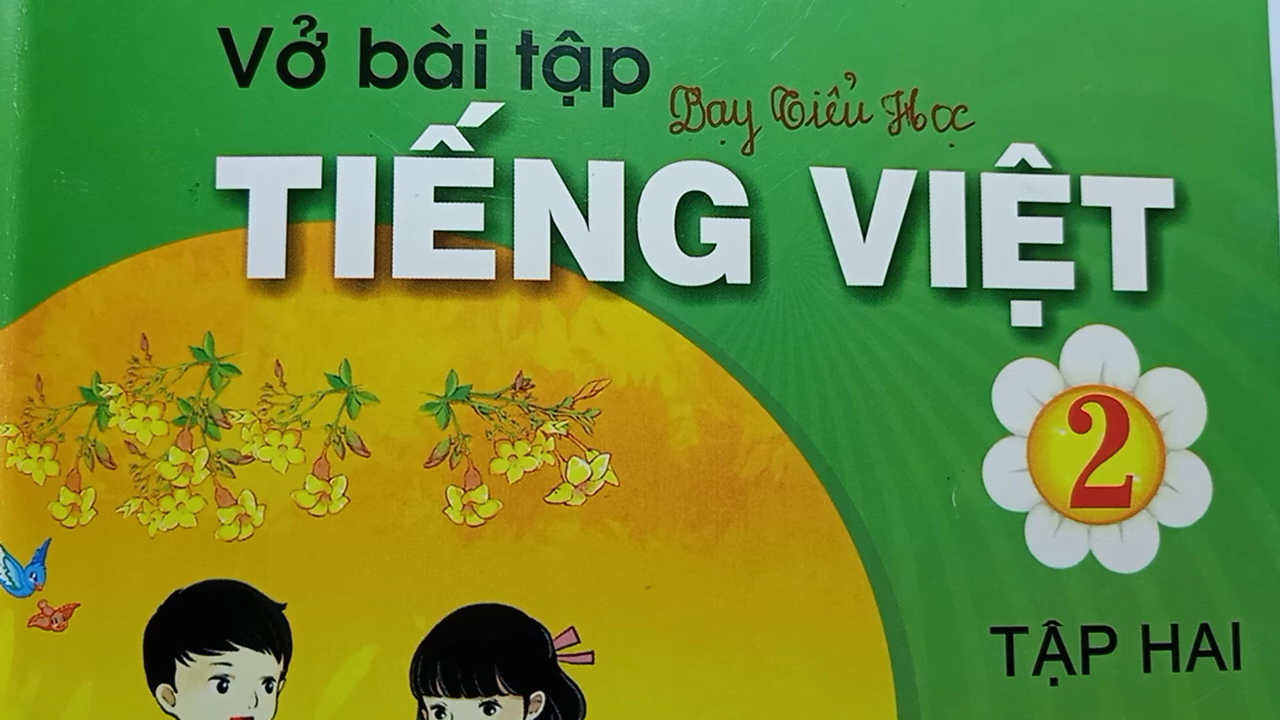 Vở bài tập
Dạy Tiểu Học
TIẾNG VIỆT
2
TẬP HAI